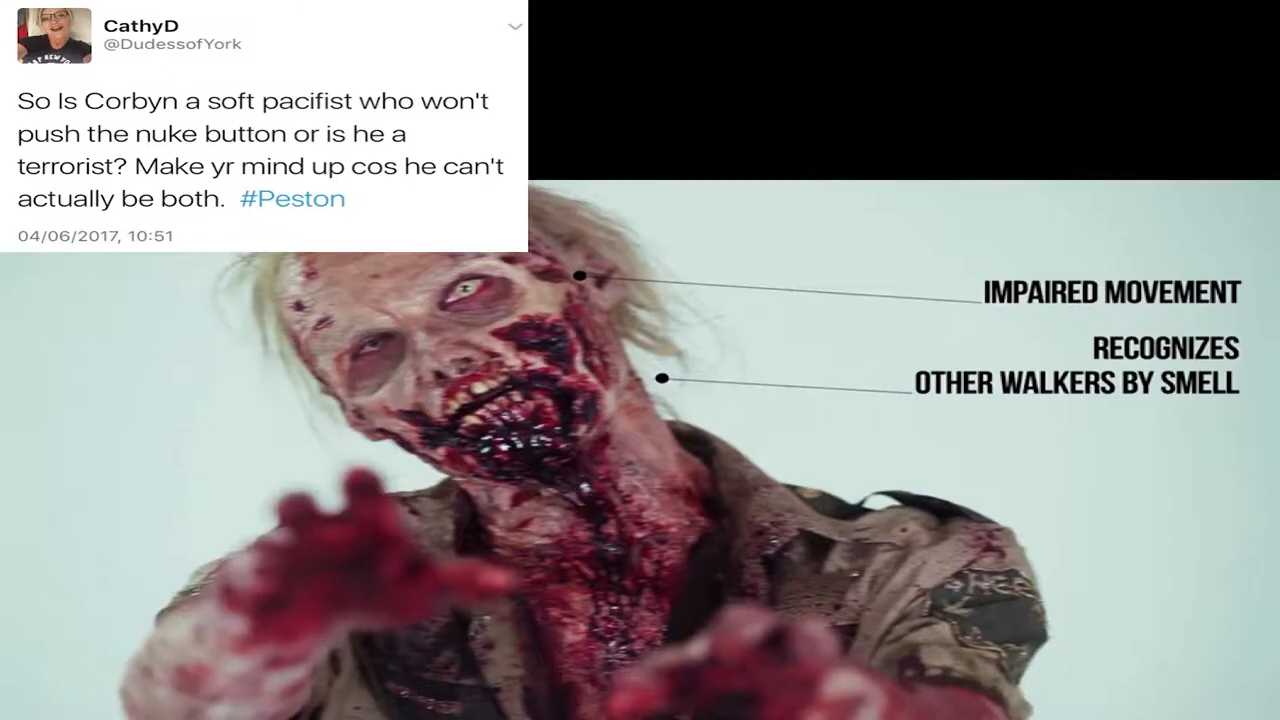 CathyD
@DudessofYork
So Is Corbyn a soft pacifist who won't
push the nuke button or is he a
terrorist? Make yr mind up cos he can't
actually be both. #Peston
04/06/2017, 10:51
IMPAIRED MOVEMENT
RECOGNIZES
OTHER WALKERS BY SMELL